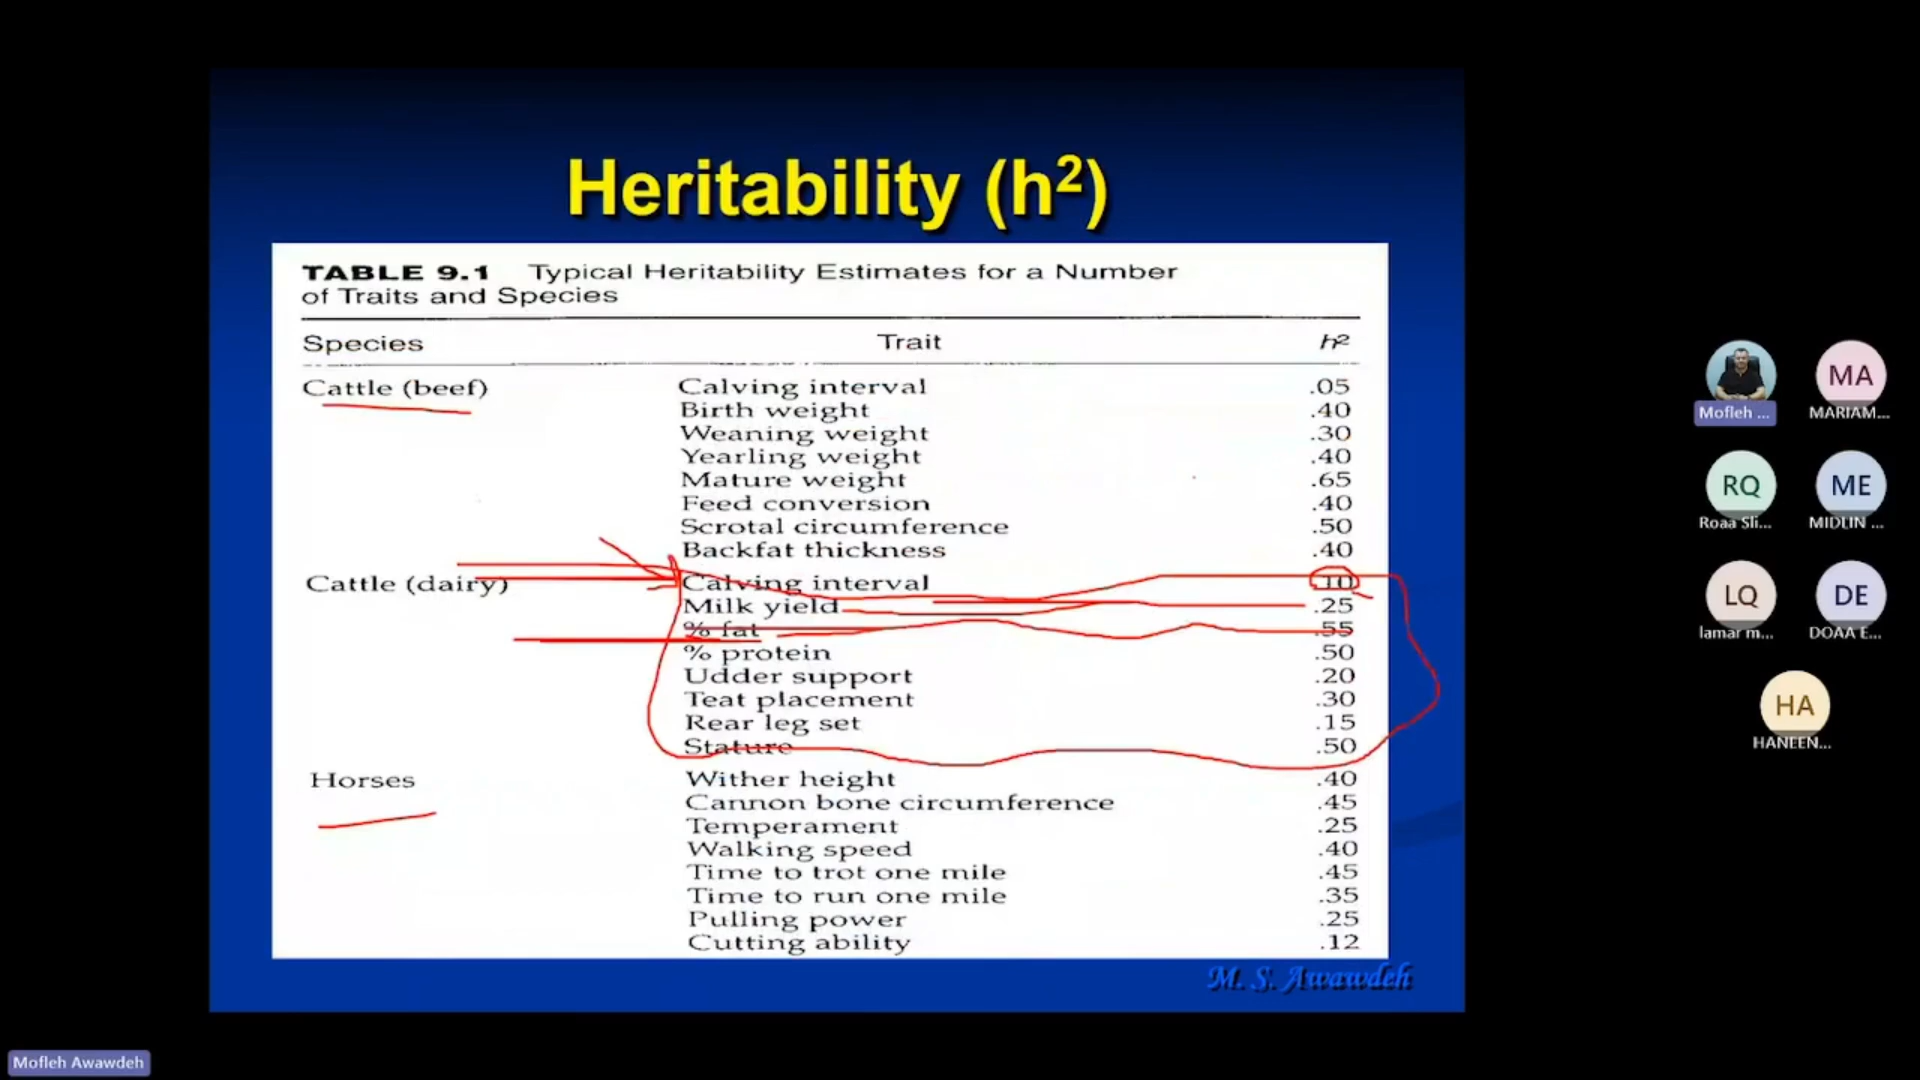 Heritability (h²)
TABLE 9.1 Typical Heritability Estimates for a Number
of Traits and Species
Species Trait h²
Cattle (beef) Calving interval .05
Birth weight .40
Weaning weight .30
Yearling weight .40
Mature weight .65
Feed conversion .40
Scrotal circumference .50
Backfat thickness .40
Cattle (dairy) Calving interval .10
Milk yield .25
% fat .55
% protein .50
Udder support .20
Teat placement .30
Rear leg set .15
Stature .50
Horses Wither height .40
Cannon bone circumference .45
Temperament .25
Walking speed .40
Time to trot one mile .45
Time to run one mile .35
Pulling power .25
Cutting ability .12
M. S. Awawdeh
Mofleh ...
MA
MARIAM...
RQ
Roaa Sli...
ME
MIDLIN ...
LQ
lamar m...
DE
DOAA E...
HA
HANEEN...
Mofleh Awawdeh